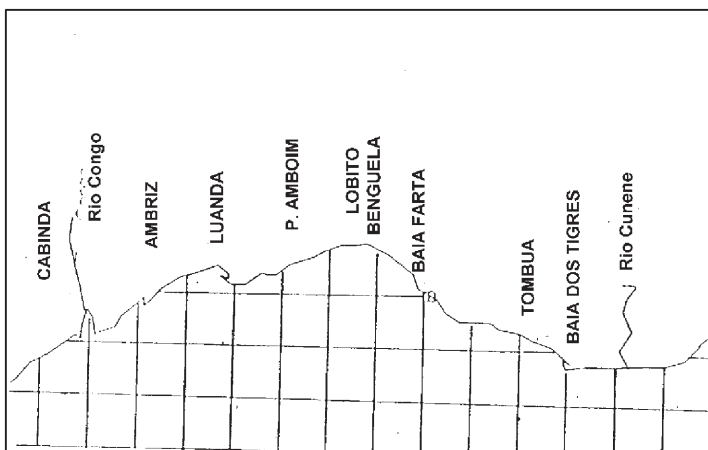 CABINDA
Rio Congo
AMBRIZ
LUANDA
P. AMBOIM
LOBITO
BENGUELA
BAIA FARTA
TOMBUA
BAIA DOS TIGRES
Rio Cunene